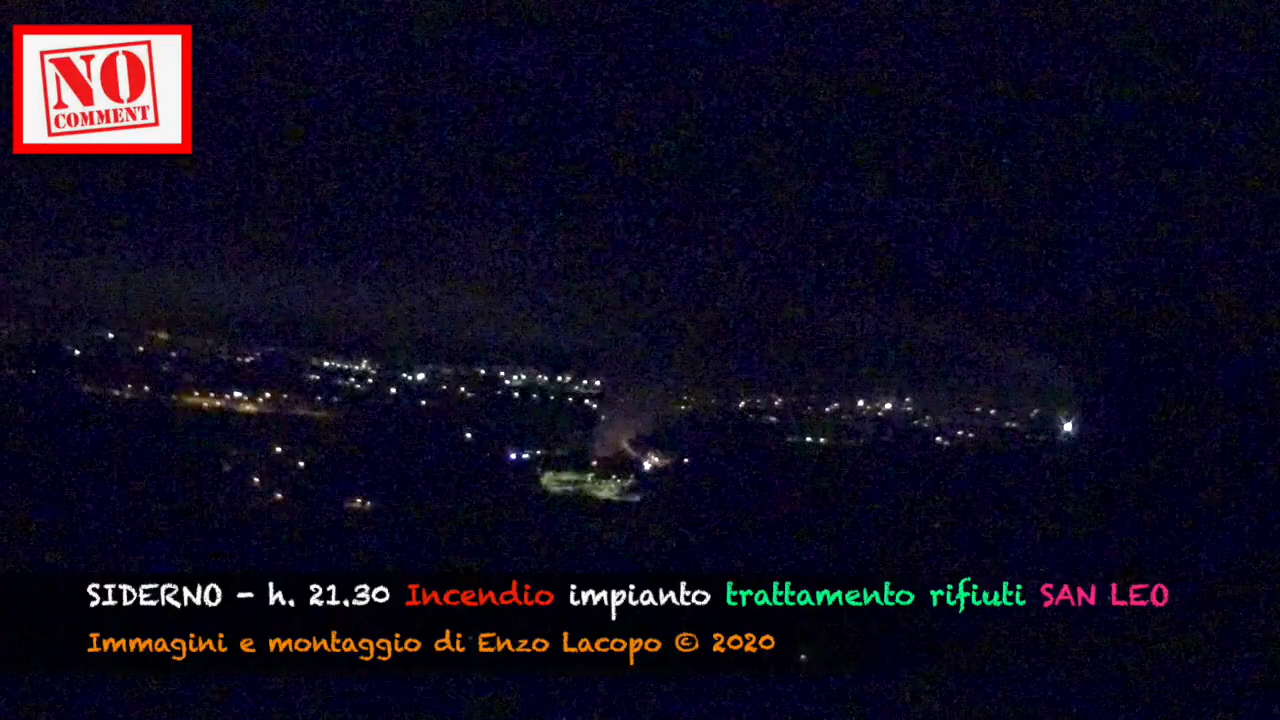 NO
COMMENT
SIDERNO - h. 21.30 Incendio impianto trattamento rifiuti SAN LEO
Immagini e montaggio di Enzo Lacopo © 2020